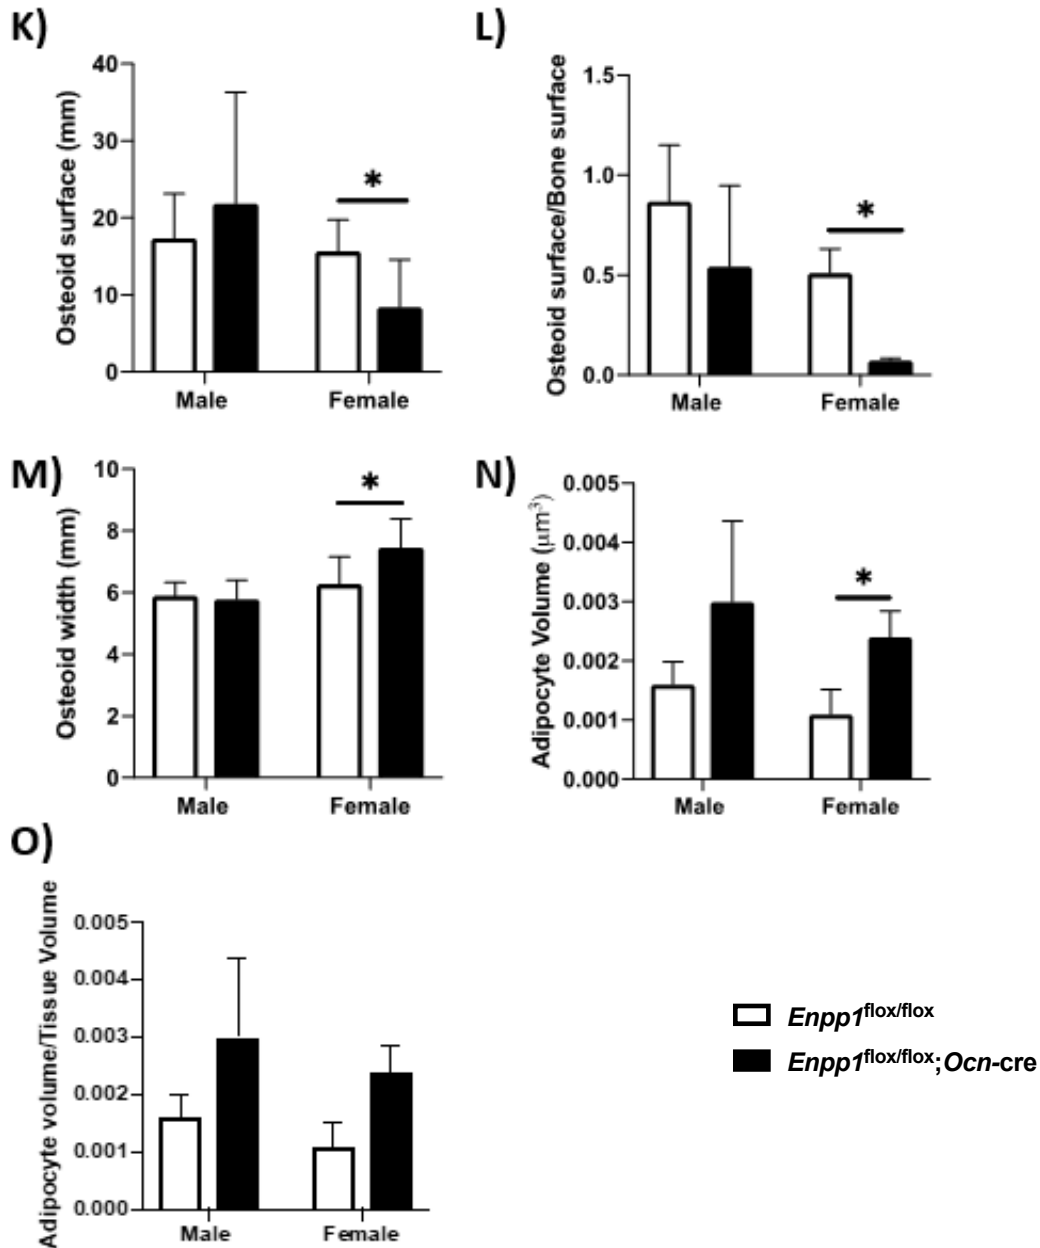 K)
Osteoid surface (mm)
40
30
20
10
0
*
Male
Female
L)
Osteoid surface/Bone surface
1.5
1.0
0.5
0.0
*
Male
Female
M)
Osteoid width (mm)
10
8
6
4
2
0
*
Male
Female
N)
Adipocyte Volume (μm³)
0.005
0.004
0.003
0.002
0.001
0.000
*
Male
Female
O)
Adipocyte volume/Tissue Volume
0.005
0.004
0.003
0.002
0.001
0.000
Male
Female
Enpp1flox/flox
Enpp1flox/flox;Ocn-cre